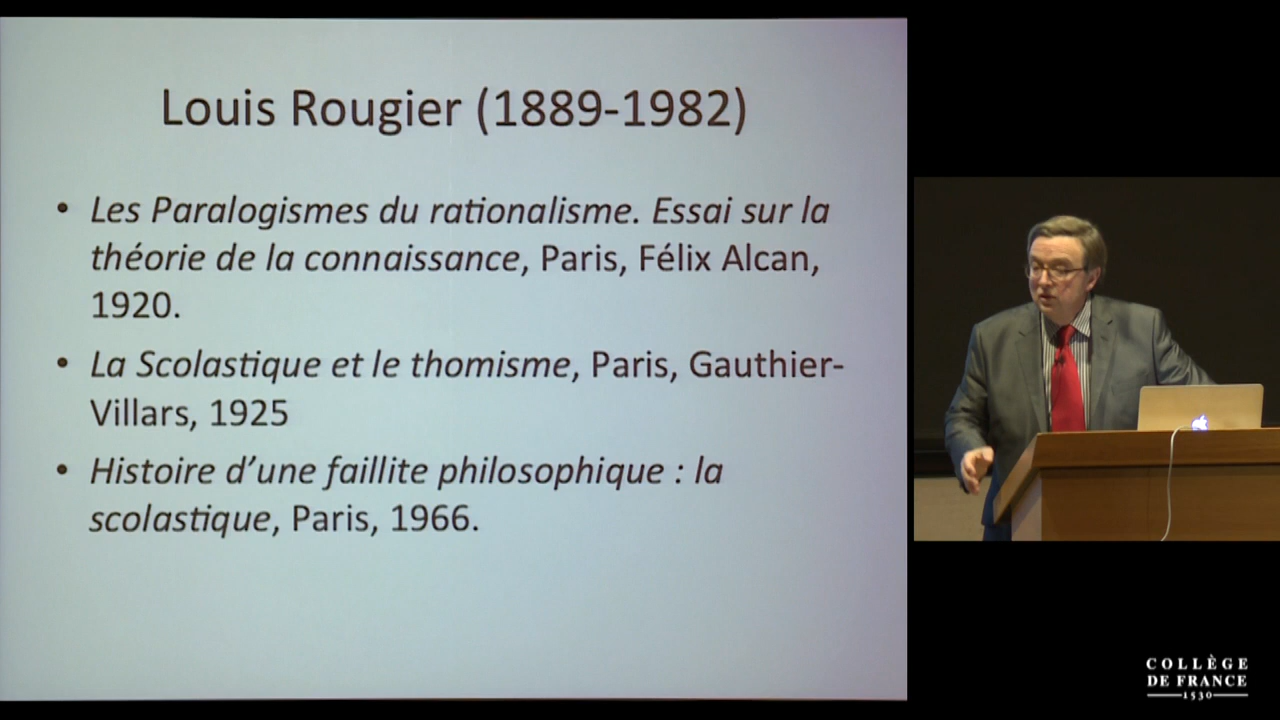 Louis Rougier (1889-1982)
• Les Paralogismes du rationalisme. Essai sur la
théorie de la connaissance, Paris, Félix Alcan,
1920.
• La Scolastique et le thomisme, Paris, Gauthier-
Villars, 1925
• Histoire d’une faillite philosophique : la
scolastique, Paris, 1966.
COLLÈGE
DE FRANCE
1530